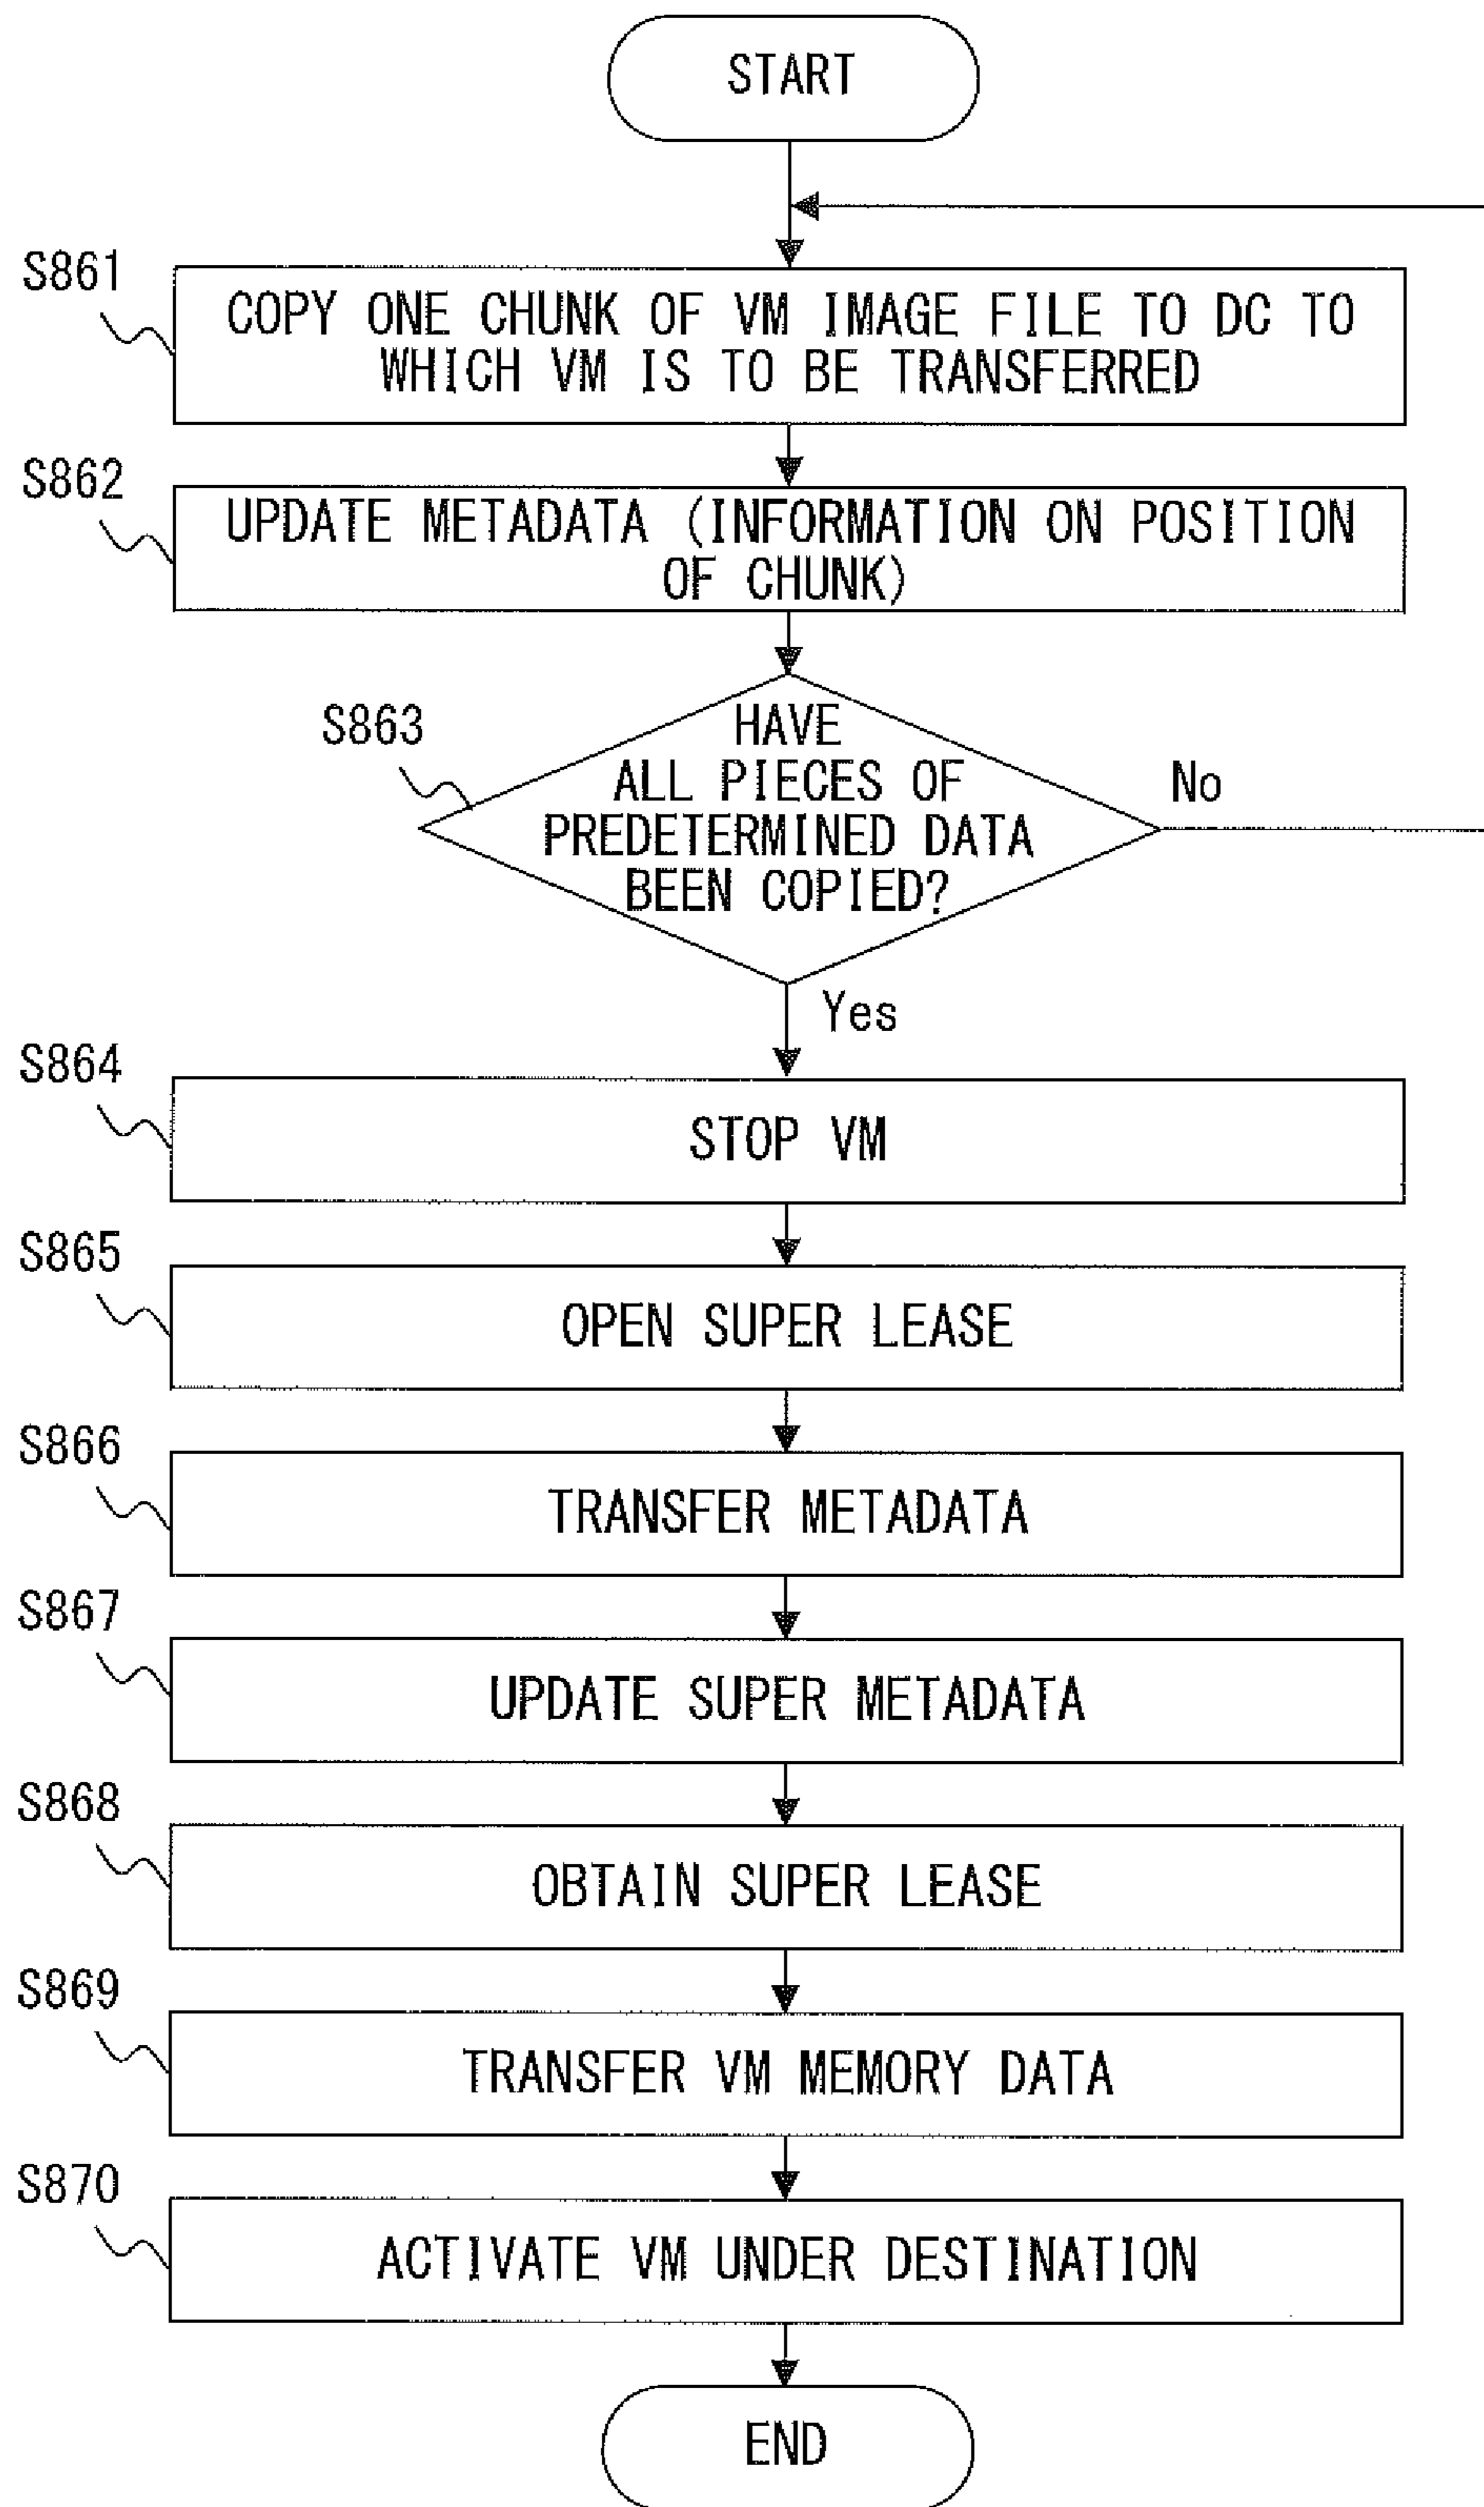 START
S861
COPY ONE CHUNK OF VM IMAGE FILE TO DC TO
WHICH VM IS TO BE TRANSFERRED
S862
UPDATE METADATA (INFORMATION ON POSITION
OF CHUNK)
S863
HAVE
ALL PIECES OF
PREDETERMINED DATA
BEEN COPIED?
No
Yes
S864
STOP VM
S865
OPEN SUPER LEASE
S866
TRANSFER METADATA
S867
UPDATE SUPER METADATA
S868
OBTAIN SUPER LEASE
S869
TRANSFER VM MEMORY DATA
S870
ACTIVATE VM UNDER DESTINATION
END